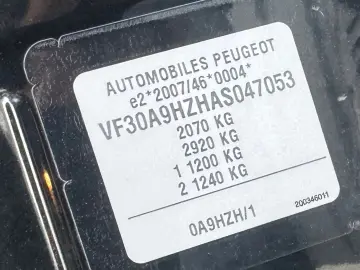 AUTOMOBILES PEUGEOT
e2*2007/46*0004*
VF30A9HZHAS047053
2070 KG
2920 KG
1 1200 KG
2 1240 KG
0A9HZH/1
200346011